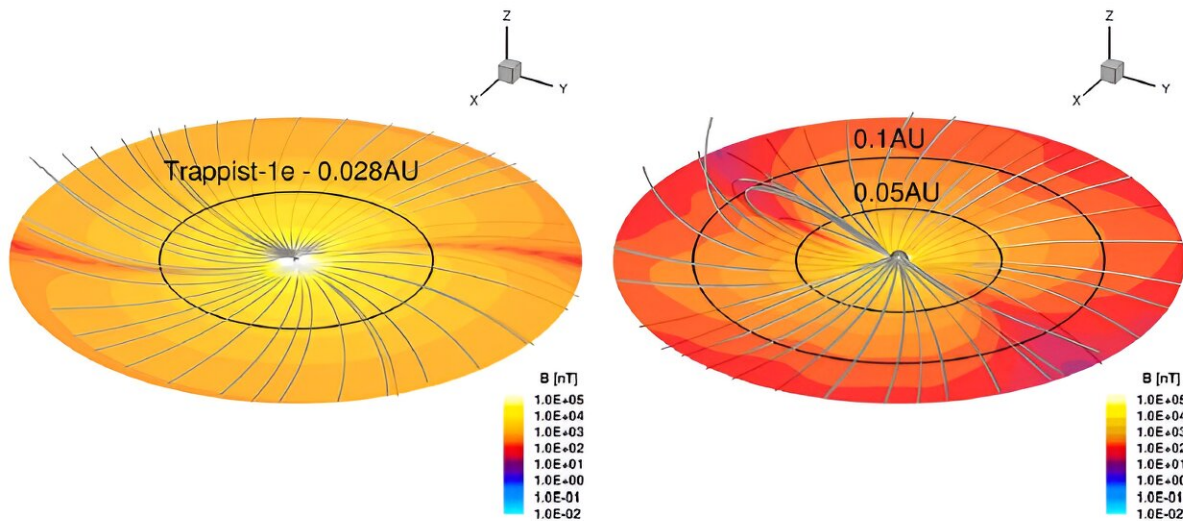 Z
X
Y
Trappist-1e - 0.028AU
B [nT]
1.0E+05
1.0E+04
1.0E+03
1.0E+02
1.0E+01
1.0E+00
1.0E-01
1.0E-02
Z
X
Y
0.1AU
0.05AU
B [nT]
1.0E+05
1.0E+04
1.0E+03
1.0E+02
1.0E+01
1.0E+00
1.0E-01
1.0E-02